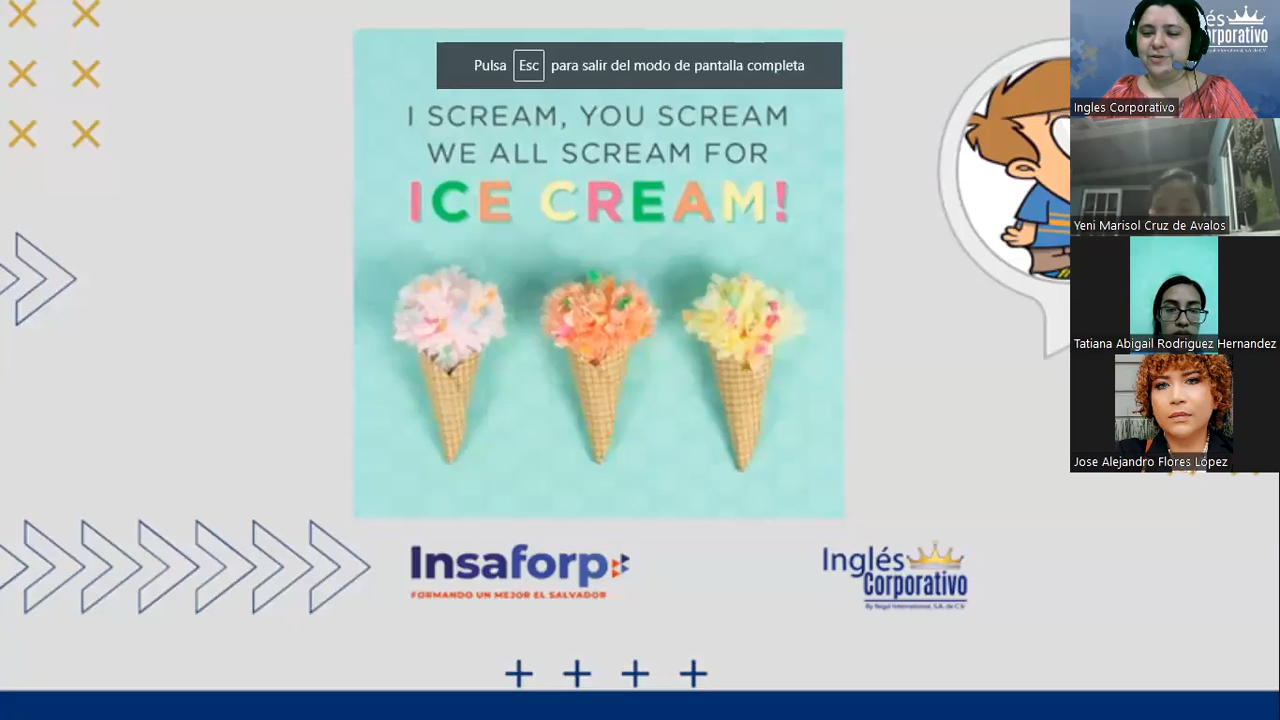 Pulsa Esc para salir del modo de pantalla completa
I SCREAM, YOU SCREAM
WE ALL SCREAM FOR
ICE CREAM!
Insaforp
FORMANDO UN MEJOR EL SALVADOR
Inglés
Corporativo
Ingles Corporativo
Yeni Marisol Cruz de Avalos
Tatiana Abigail Rodriguez Hernandez
Jose Alejandro Flores López